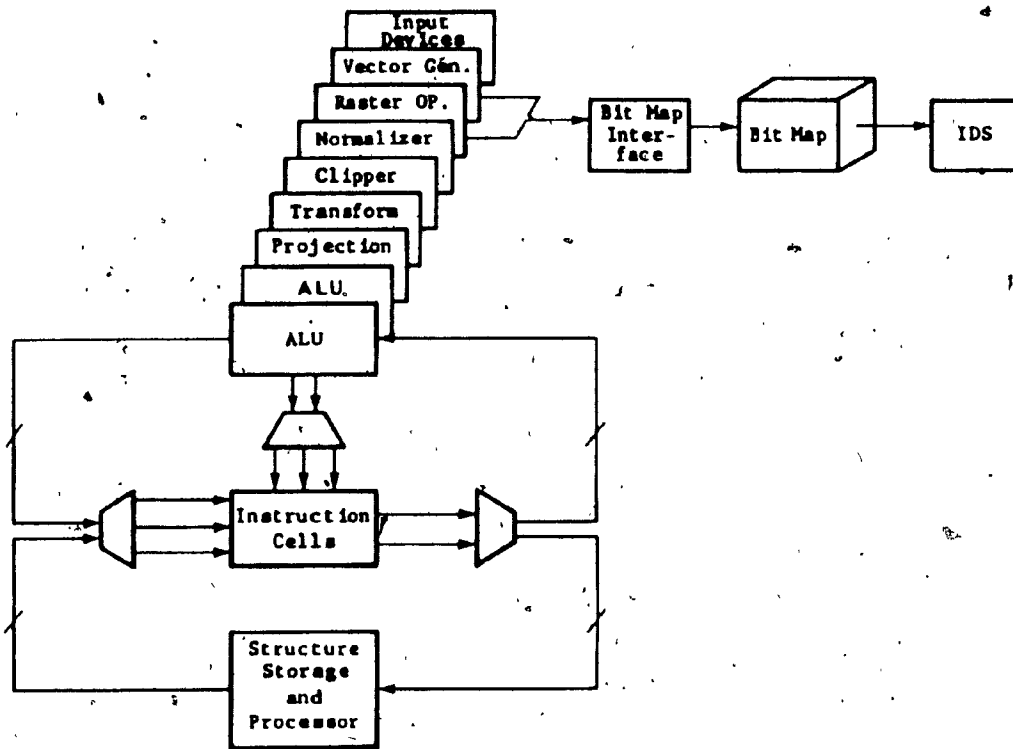 Input
Devices
Vector Gén.
Raster OP.
Normalizer
Clipper
Transform
Projection
ALU.
ALU
Bit Map
Inter-
face
Bit Map
IDS
Instruction
Cells
Structure
Storage
and
Processor